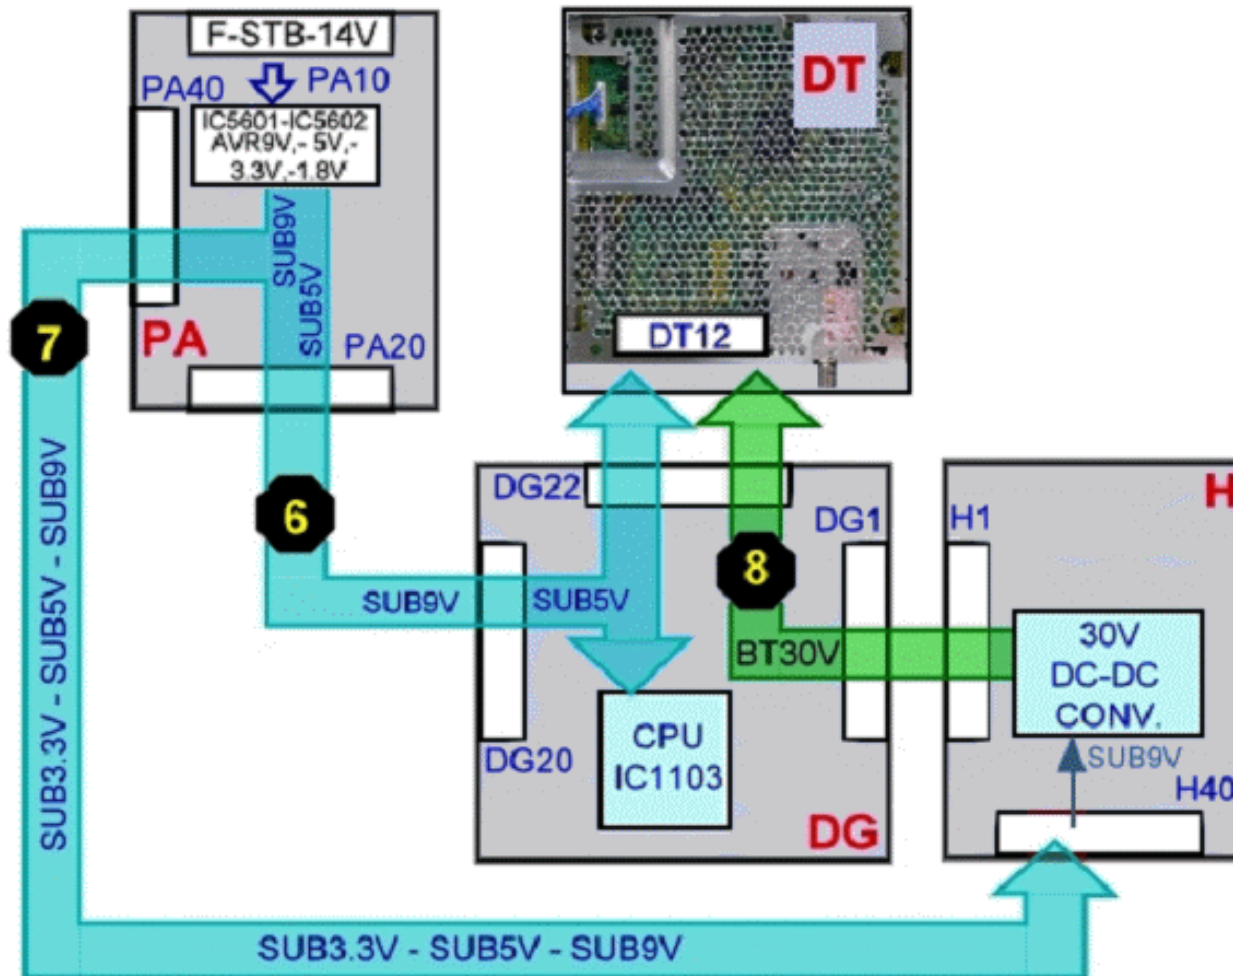 F-STB-14V
PA40
PA10
IC5601-IC5602
AVR9V,- 5V,-
3.3V,-1.8V
SUB9V
SUB5V
7
PA
PA20
DT
DT12
6
SUB9V
SUB5V
DG22
DG1
DG20
8
BT30V
CPU
IC1103
DG
H
H1
30V
DC-DC
CONV.
SUB9V
H40
SUB3.3V - SUB5V - SUB9V
SUB3.3V - SUB5V - SUB9V